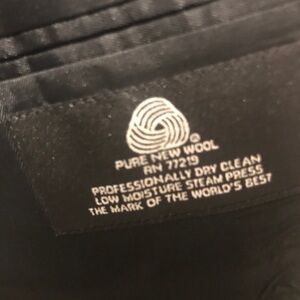 PURE NEW WOOL
RN 77219
PROFESSIONALLY DRY CLEAN
LOW MOISTURE STEAM PRESS
THE MARK OF THE WORLD'S BEST